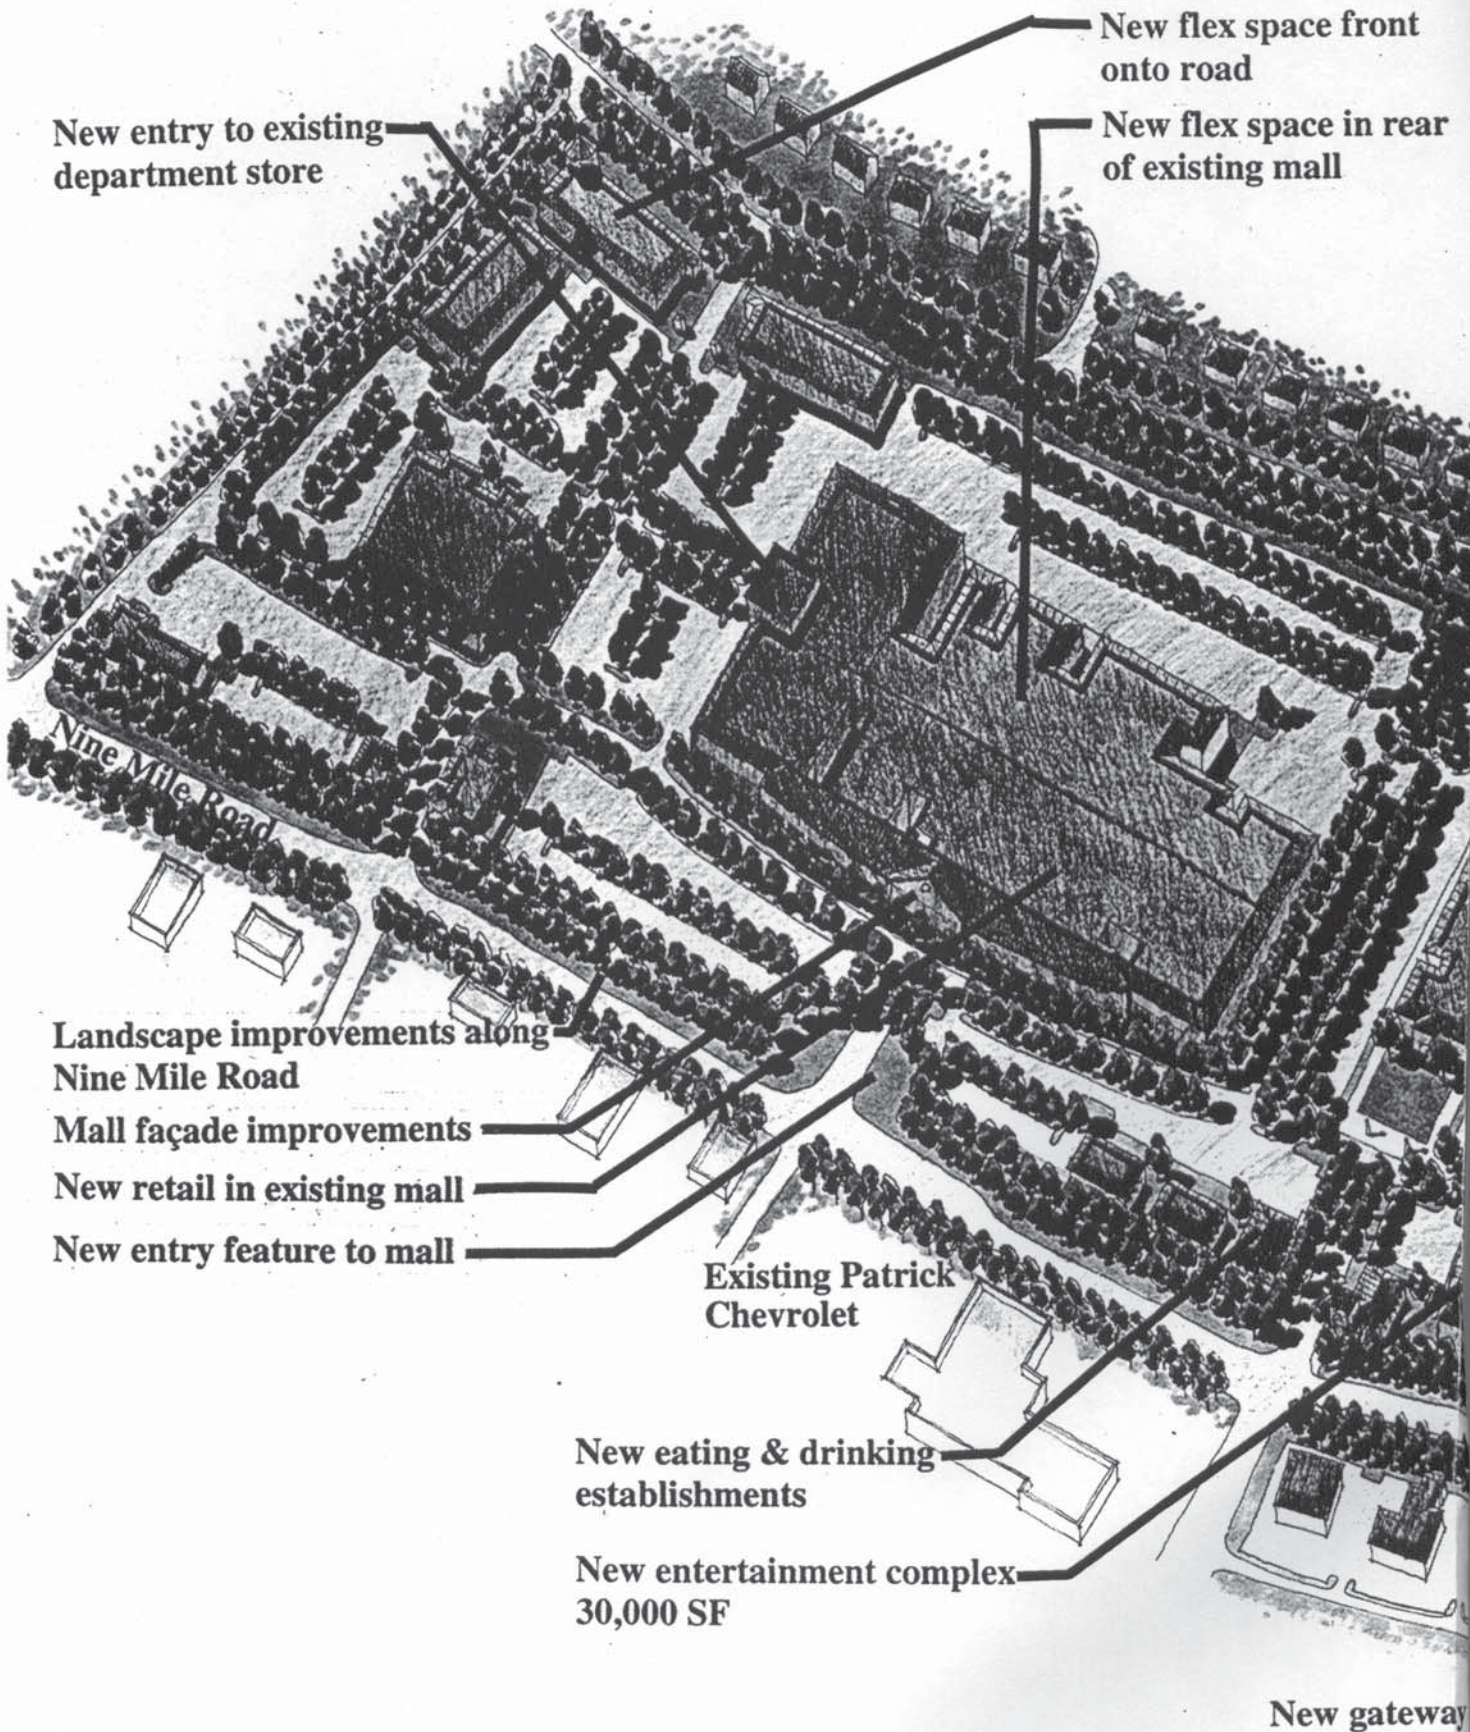 New flex space front
onto road
New entry to existing
department store
New flex space in rear
of existing mall
Nine Mile Road
Landscape improvements along
Nine Mile Road
Mall façade improvements
New retail in existing mall
New entry feature to mall
Existing Patrick
Chevrolet
New eating & drinking
establishments
New entertainment complex
30,000 SF
New gateway